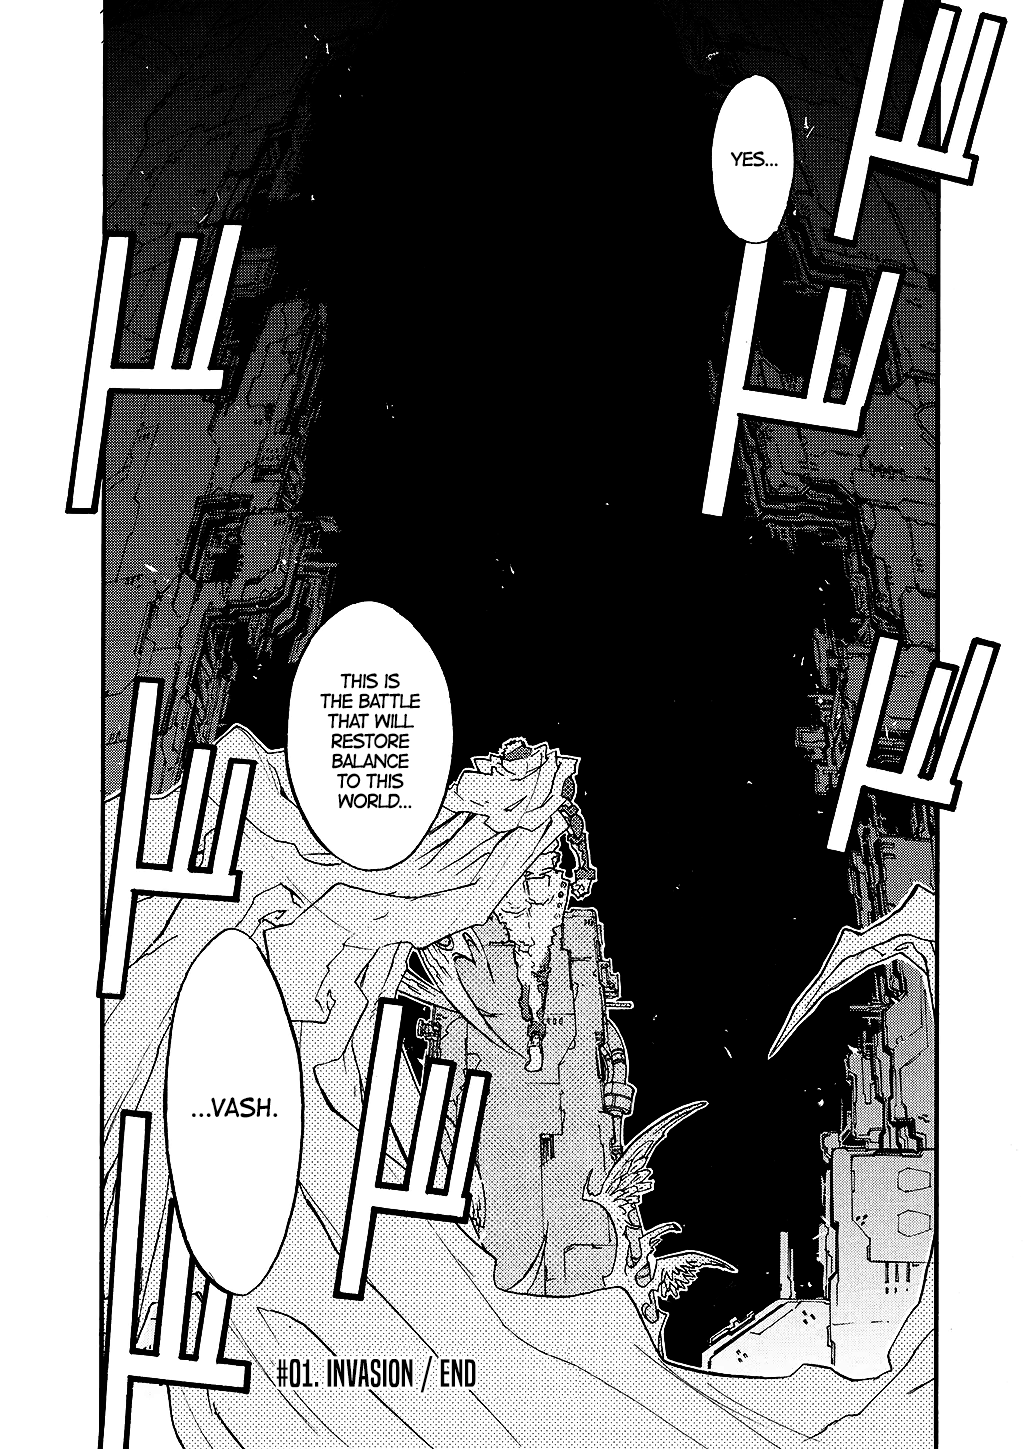 ド
YES...
ド
ド
ド
THIS IS
THE BATTLE
THAT WILL
RESTORE
BALANCE
TO THIS
WORLD...
ド
...VASH.
ド
ド
#01. INVASION / END